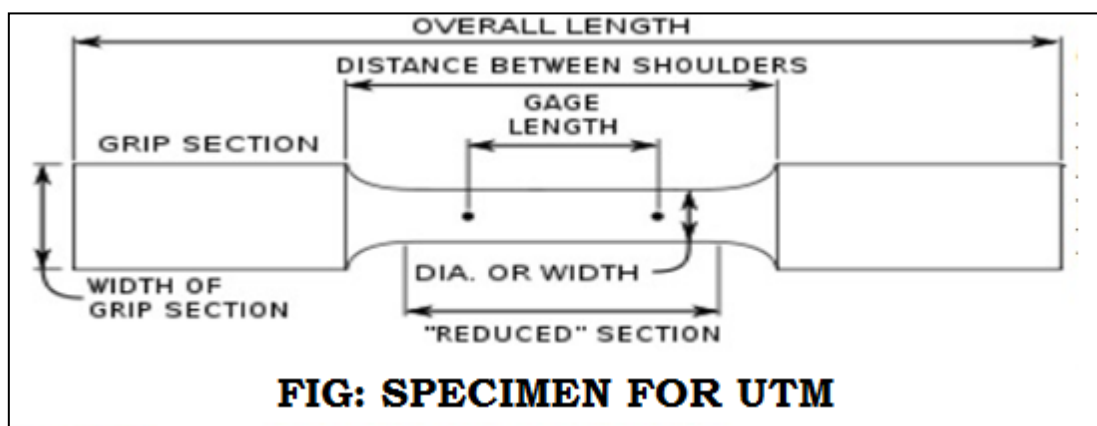 OVERALL LENGTH
DISTANCE BETWEEN SHOULDERS
GAGE
LENGTH
GRIP SECTION
DIA. OR WIDTH
WIDTH OF
GRIP SECTION
"REDUCED" SECTION
FIG: SPECIMEN FOR UTM